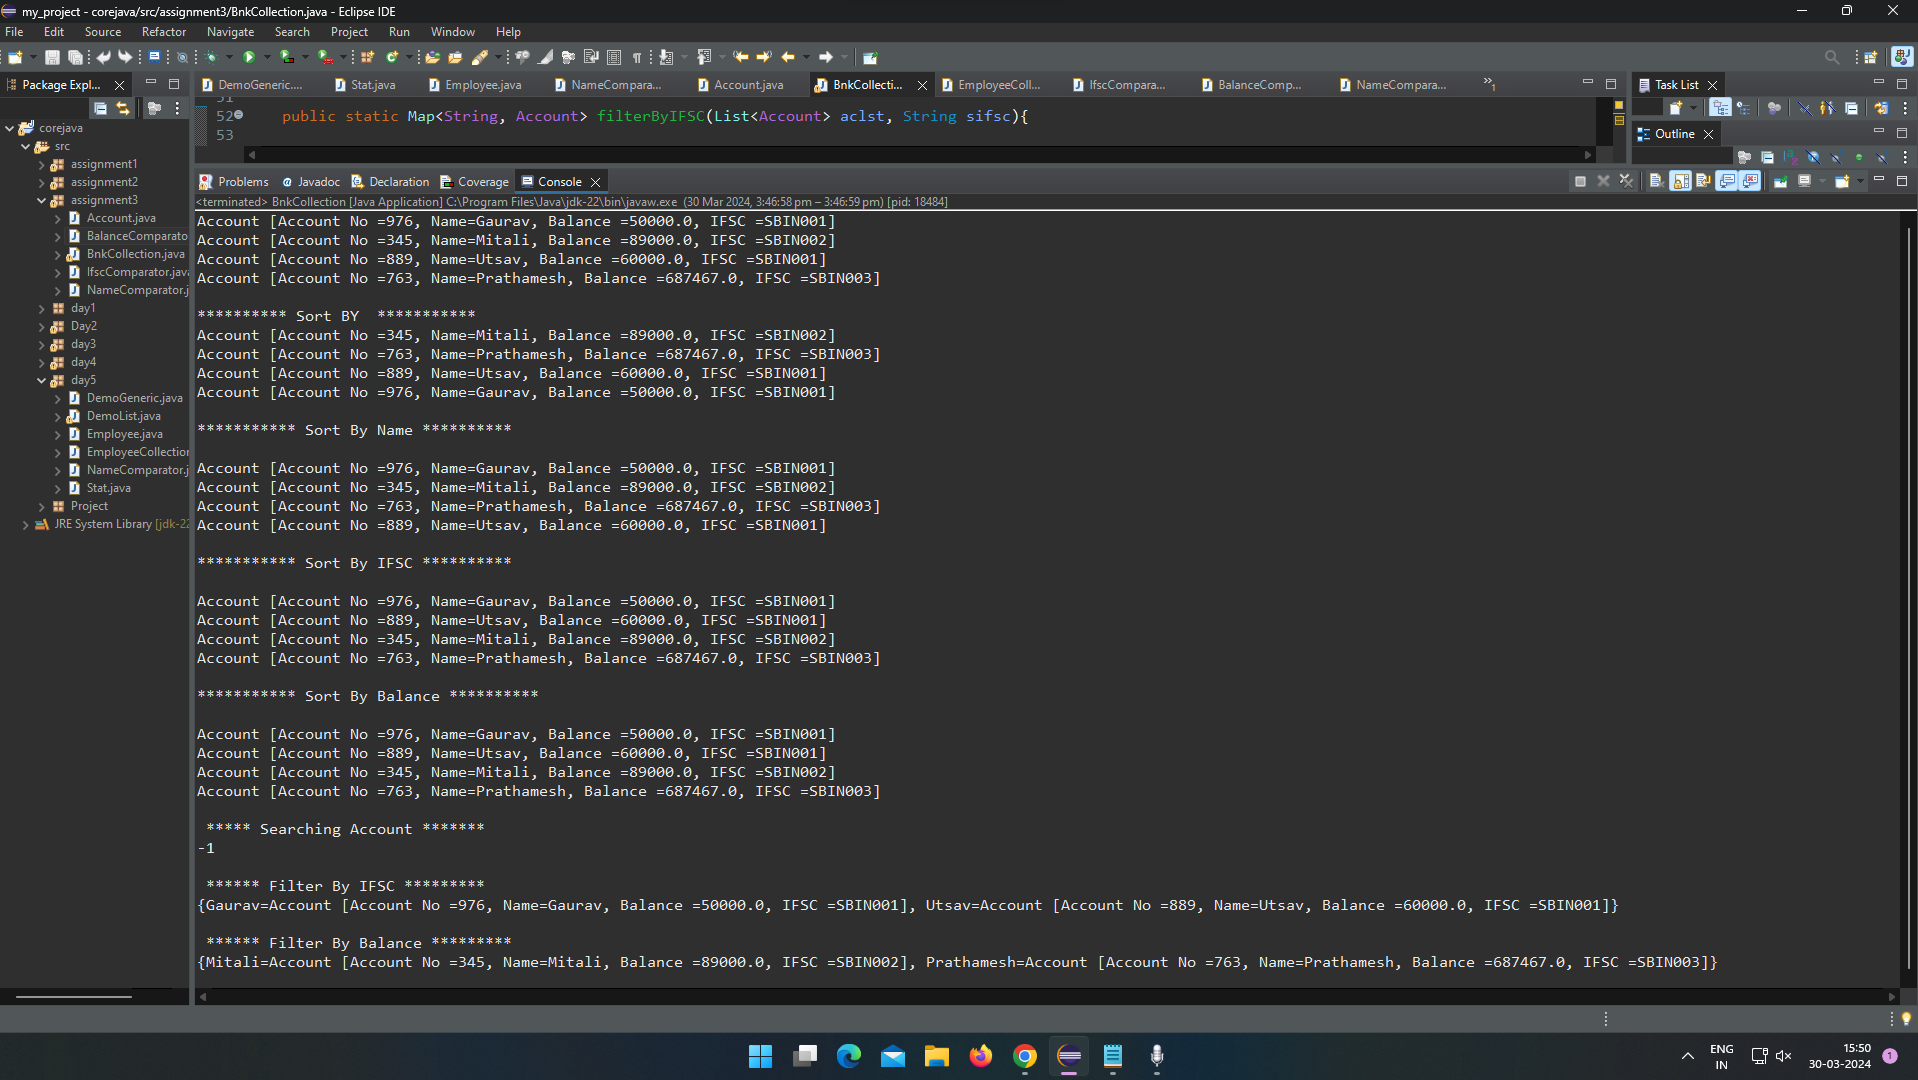 my_project - corejava/src/assignment3/BnkCollection.java - Eclipse IDE
File Edit Source Refactor Navigate Search Project Run Window Help
Package Expl...
DemoGeneric.... Stat.java Employee.java NameCompara... Account.java BnkCollecti... EmployeeColl... IfscCompara... BalanceComp... NameCompara... »1
Task List
51
52 public static Map<String, Account> filterByIFSC(List<Account> aclst, String sifsc){
53
Outline
corejava
src
assignment1
assignment2
assignment3
Account.java
BalanceComparato
BnkCollection.java
IfscComparator.java
NameComparator.j
day1
Day2
day3
day4
day5
DemoGeneric.java
DemoList.java
Employee.java
EmployeeCollection
NameComparator.j
Stat.java
Project
JRE System Library [jdk-22
Problems Javadoc Declaration Coverage Console
<terminated> BnkCollection [Java Application] C:\Program Files\Java\jdk-22\bin\javaw.exe (30 Mar 2024, 3:46:58 pm – 3:46:59 pm) [pid: 18484]
Account [Account No =976, Name=Gaurav, Balance =50000.0, IFSC =SBIN001]
Account [Account No =345, Name=Mitali, Balance =89000.0, IFSC =SBIN002]
Account [Account No =889, Name=Utsav, Balance =60000.0, IFSC =SBIN001]
Account [Account No =763, Name=Prathamesh, Balance =687467.0, IFSC =SBIN003]
********** Sort BY  ***********
Account [Account No =345, Name=Mitali, Balance =89000.0, IFSC =SBIN002]
Account [Account No =763, Name=Prathamesh, Balance =687467.0, IFSC =SBIN003]
Account [Account No =889, Name=Utsav, Balance =60000.0, IFSC =SBIN001]
Account [Account No =976, Name=Gaurav, Balance =50000.0, IFSC =SBIN001]
*********** Sort By Name **********
Account [Account No =976, Name=Gaurav, Balance =50000.0, IFSC =SBIN001]
Account [Account No =345, Name=Mitali, Balance =89000.0, IFSC =SBIN002]
Account [Account No =763, Name=Prathamesh, Balance =687467.0, IFSC =SBIN003]
Account [Account No =889, Name=Utsav, Balance =60000.0, IFSC =SBIN001]
*********** Sort By IFSC **********
Account [Account No =976, Name=Gaurav, Balance =50000.0, IFSC =SBIN001]
Account [Account No =889, Name=Utsav, Balance =60000.0, IFSC =SBIN001]
Account [Account No =345, Name=Mitali, Balance =89000.0, IFSC =SBIN002]
Account [Account No =763, Name=Prathamesh, Balance =687467.0, IFSC =SBIN003]
*********** Sort By Balance **********
Account [Account No =976, Name=Gaurav, Balance =50000.0, IFSC =SBIN001]
Account [Account No =889, Name=Utsav, Balance =60000.0, IFSC =SBIN001]
Account [Account No =345, Name=Mitali, Balance =89000.0, IFSC =SBIN002]
Account [Account No =763, Name=Prathamesh, Balance =687467.0, IFSC =SBIN003]
***** Searching Account *******
-1
****** Filter By IFSC *********
{Gaurav=Account [Account No =976, Name=Gaurav, Balance =50000.0, IFSC =SBIN001], Utsav=Account [Account No =889, Name=Utsav, Balance =60000.0, IFSC =SBIN001]}
****** Filter By Balance *********
{Mitali=Account [Account No =345, Name=Mitali, Balance =89000.0, IFSC =SBIN002], Prathamesh=Account [Account No =763, Name=Prathamesh, Balance =687467.0, IFSC =SBIN003]}
ENG
IN
15:50
30-03-2024
1